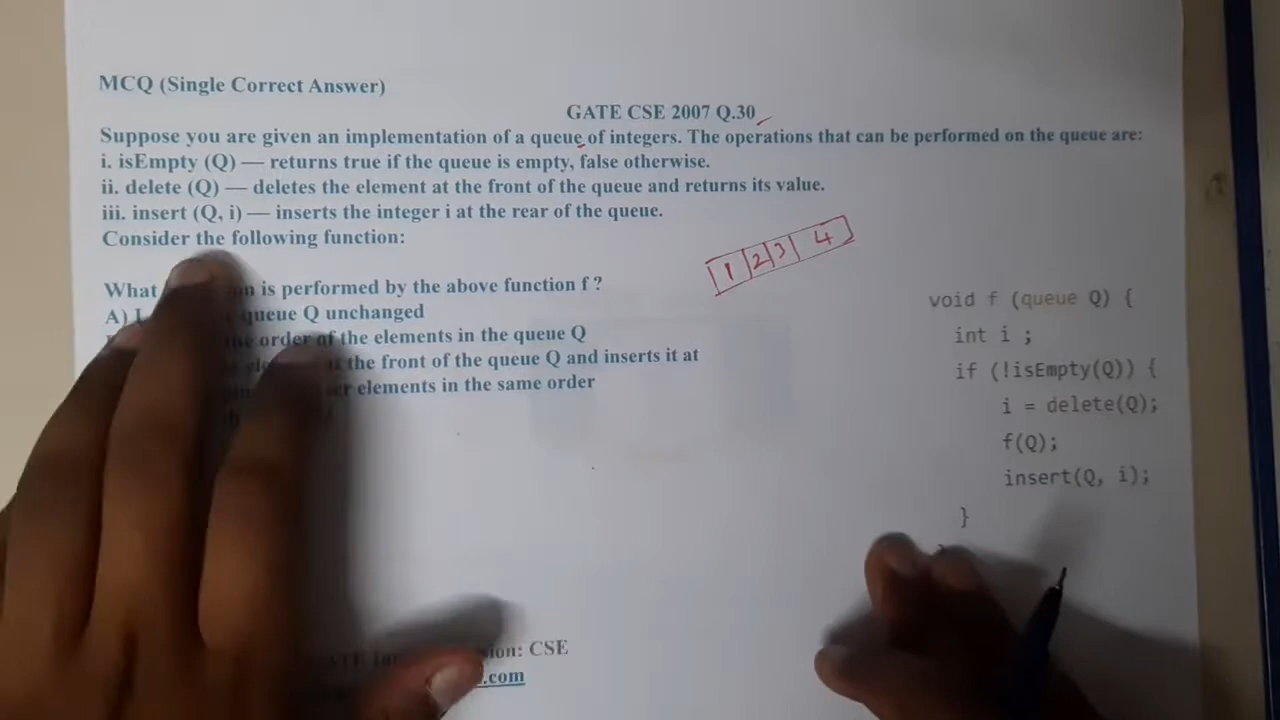 MCQ (Single Correct Answer)
GATE CSE 2007 Q.30
Suppose you are given an implementation of a queue of integers. The operations that can be performed on the queue are:
i. isEmpty (Q) — returns true if the queue is empty, false otherwise.
ii. delete (Q) — deletes the element at the front of the queue and returns its value.
iii. insert (Q, i) — inserts the integer i at the rear of the queue.
Consider the following function:
1 2 3 4
What is performed by the above function f ?
A) queue Q unchanged
order of the elements in the queue Q
the front of the queue Q and inserts it at
elements in the same order
void f (queue Q) {
int i ;
if (!isEmpty(Q)) {
i = delete(Q);
f(Q);
insert(Q, i);
}
CSE
.com